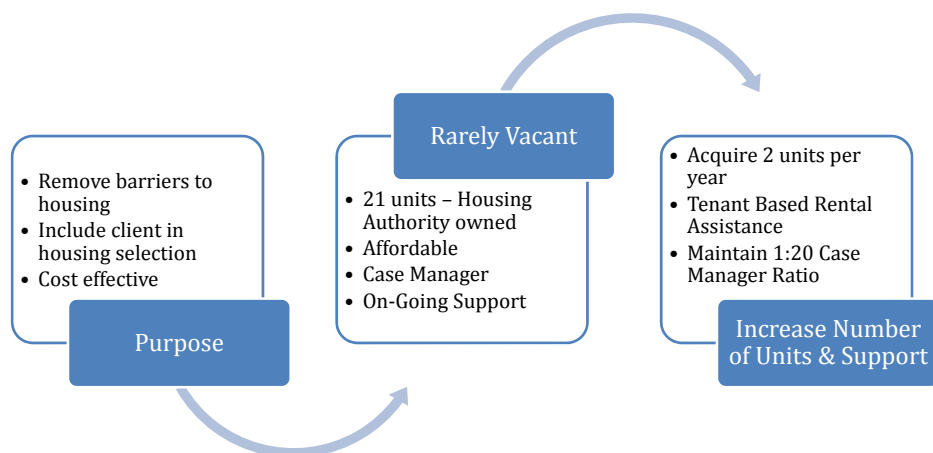 • Remove barriers to
housing
• Include client in
housing selection
• Cost effective
Purpose
Rarely Vacant
• 21 units – Housing
Authority owned
• Affordable
• Case Manager
• On-Going Support
• Acquire 2 units per
year
• Tenant Based Rental
Assistance
• Maintain 1:20 Case
Manager Ratio
Increase Number
of Units & Support